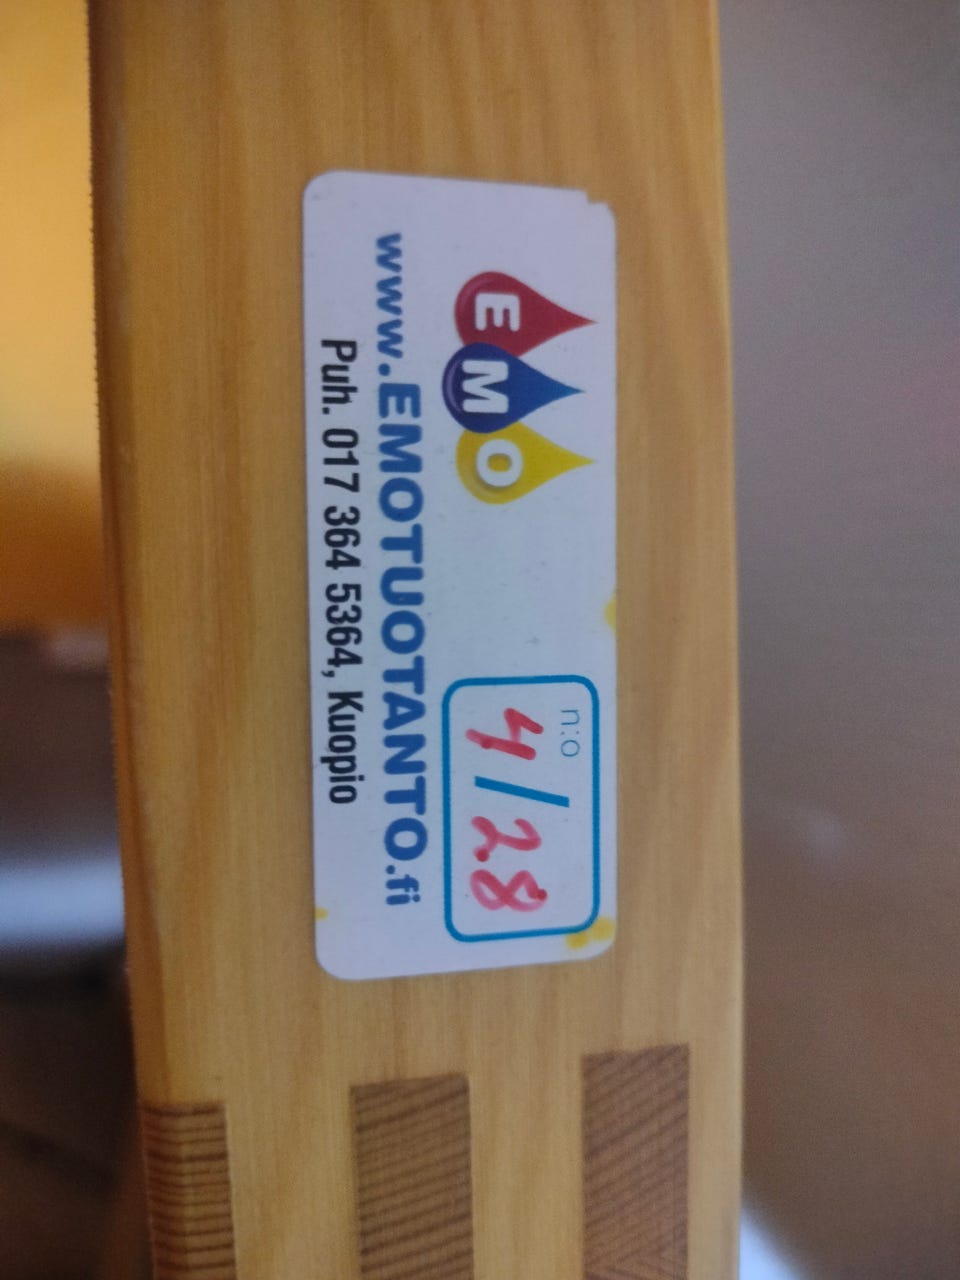 EMO
n:o
4/28
www.EMOTUOTANTO.fi
Puh. 017 364 5364, Kuopio